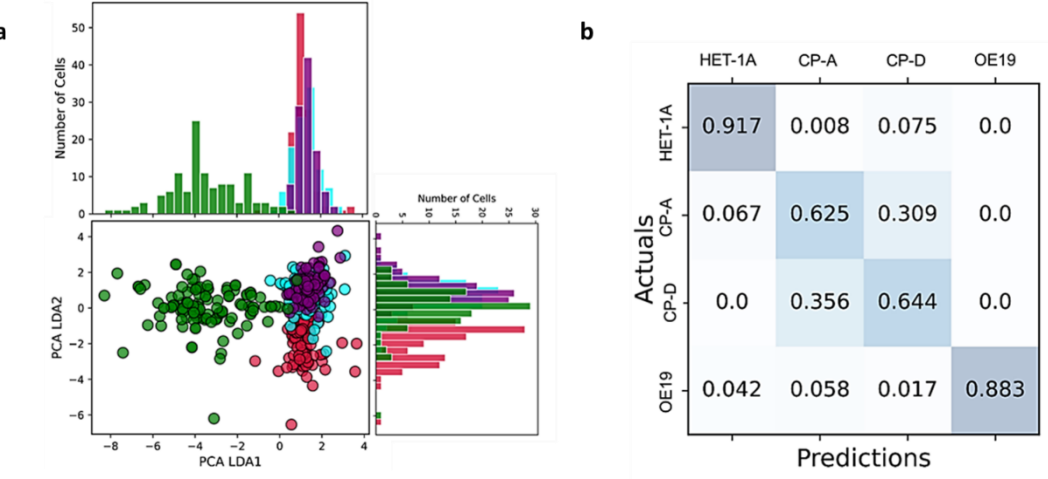 a
50
40
30
20
10
0
Number of Cells
Number of Cells
0 5 10 15 20 25 30
4
2
0
−2
−4
−6
PCA LDA2
−8 −6 −4 −2 0 2 4
PCA LDA1
b
HET-1A CP-A CP-D OE19
HET-1A 0.917 0.008 0.075 0.0
CP-A 0.067 0.625 0.309 0.0
CP-D 0.0 0.356 0.644 0.0
OE19 0.042 0.058 0.017 0.883
Actuals
Predictions